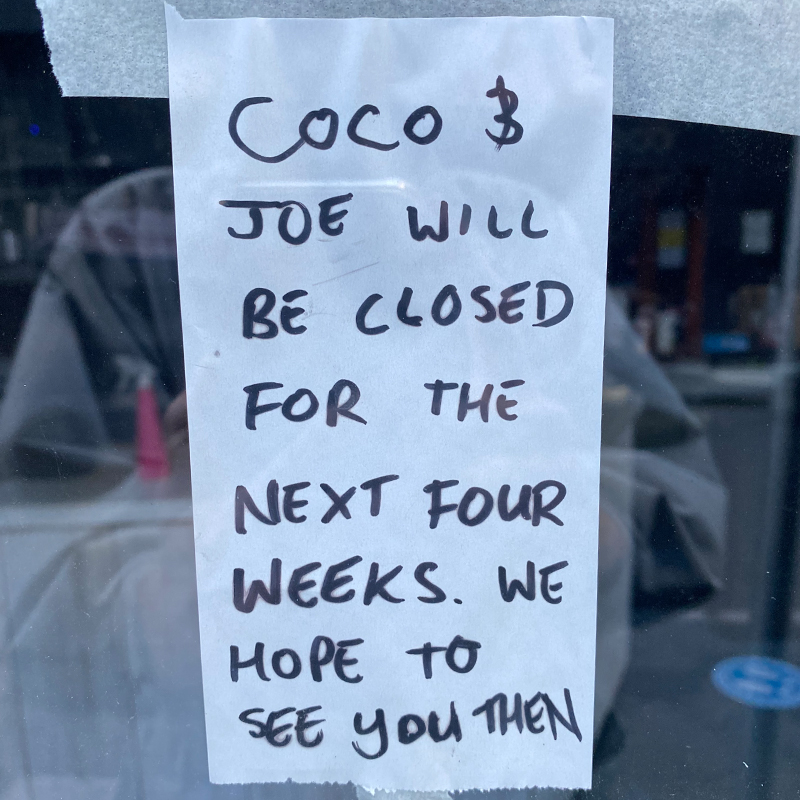 COCO &
JOE WILL
BE CLOSED
FOR THE
NEXT FOUR
WEEKS. WE
HOPE TO
SEE YOU THEN